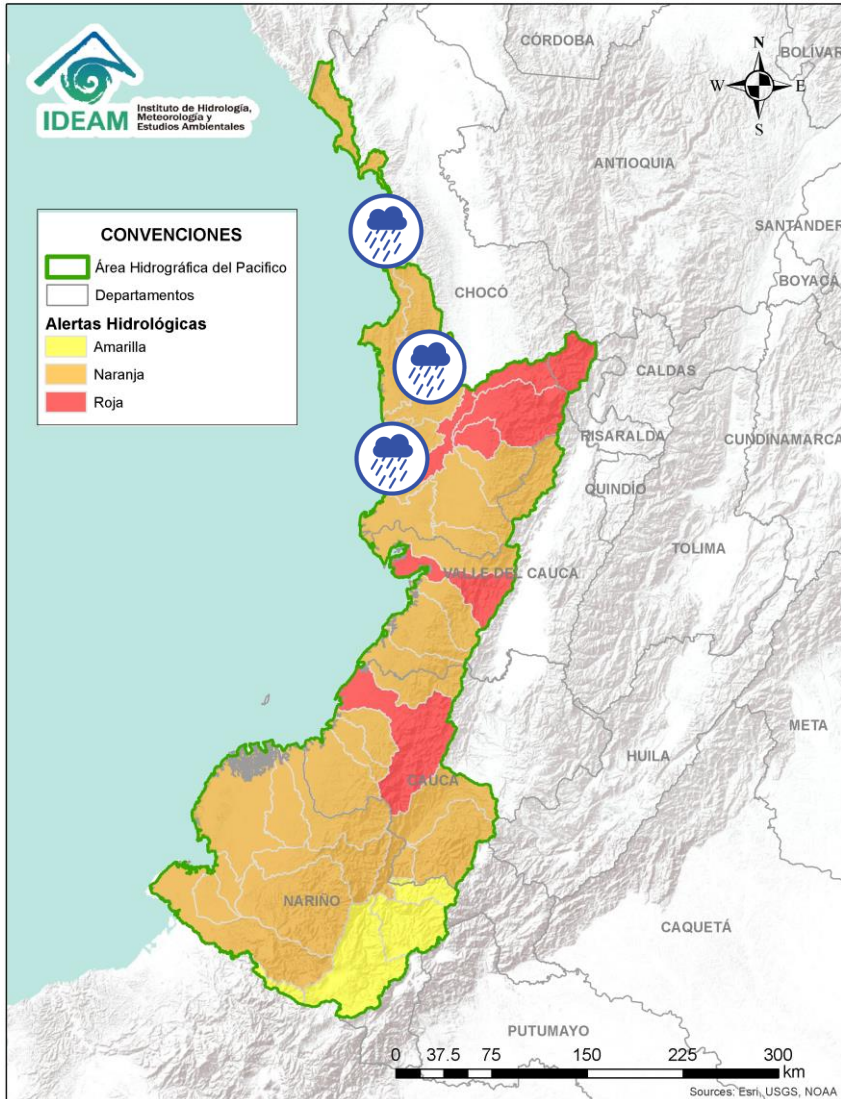 CÓRDOBA
BOLÍVAR
N
W E
S
IDEAM
Instituto de Hidrología,
Meteorología y
Estudios Ambientales
ANTIOQUIA
SANTANDER
BOYACÁ
CONVENCIONES
Área Hidrográfica del Pacifico
Departamentos
Alertas Hidrológicas
Amarilla
Naranja
Roja
CHOCÓ
CALDAS
RISARALDA
CUNDINAMARCA
QUINDÍO
TOLIMA
VALLE DEL CAUCA
META
HUILA
CAUCA
NARIÑO
CAQUETÁ
PUTUMAYO
0 37.5 75 150 225 300
km
Sources: Esri, USGS, NOAA